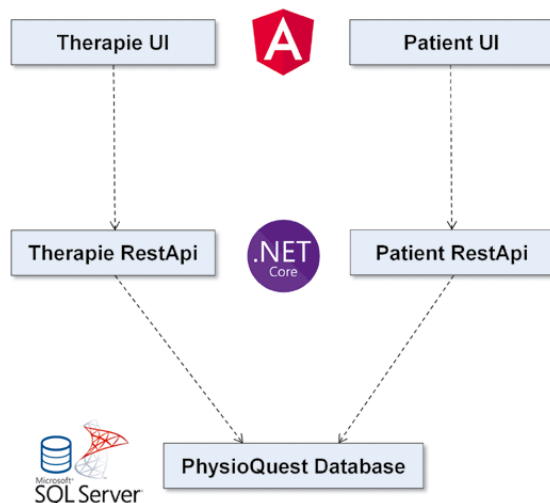 Therapie UI
A
Patient UI
Therapie RestApi
.NET
Core
Patient RestApi
Microsoft®
SQL Server
PhysioQuest Database